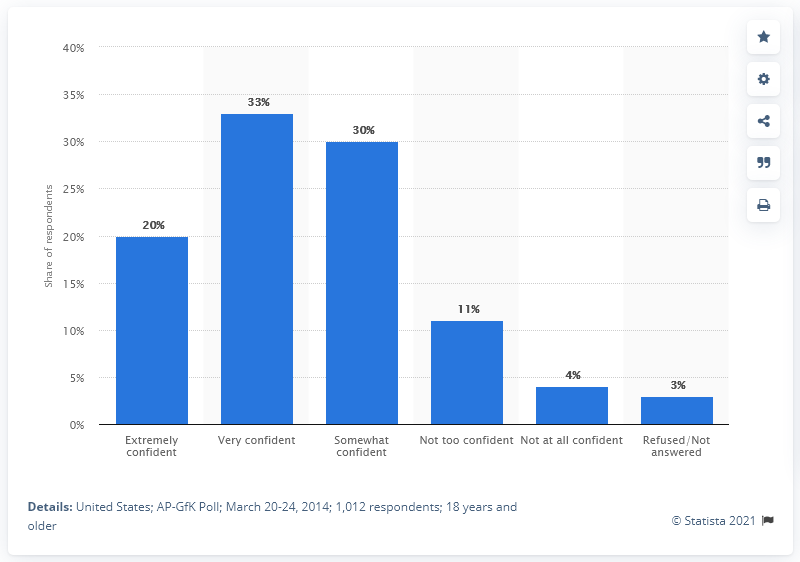 40%
35%
30%
25%
20%
15%
10%
5%
0%
Share of respondents
20%
33%
30%
11%
4%
3%
Extremely
confident
Very confident
Somewhat
confident
Not too confident
Not at all confident
Refused/Not
answered
Details: United States; AP-GfK Poll; March 20-24, 2014; 1,012 respondents; 18 years and
older
© Statista 2021